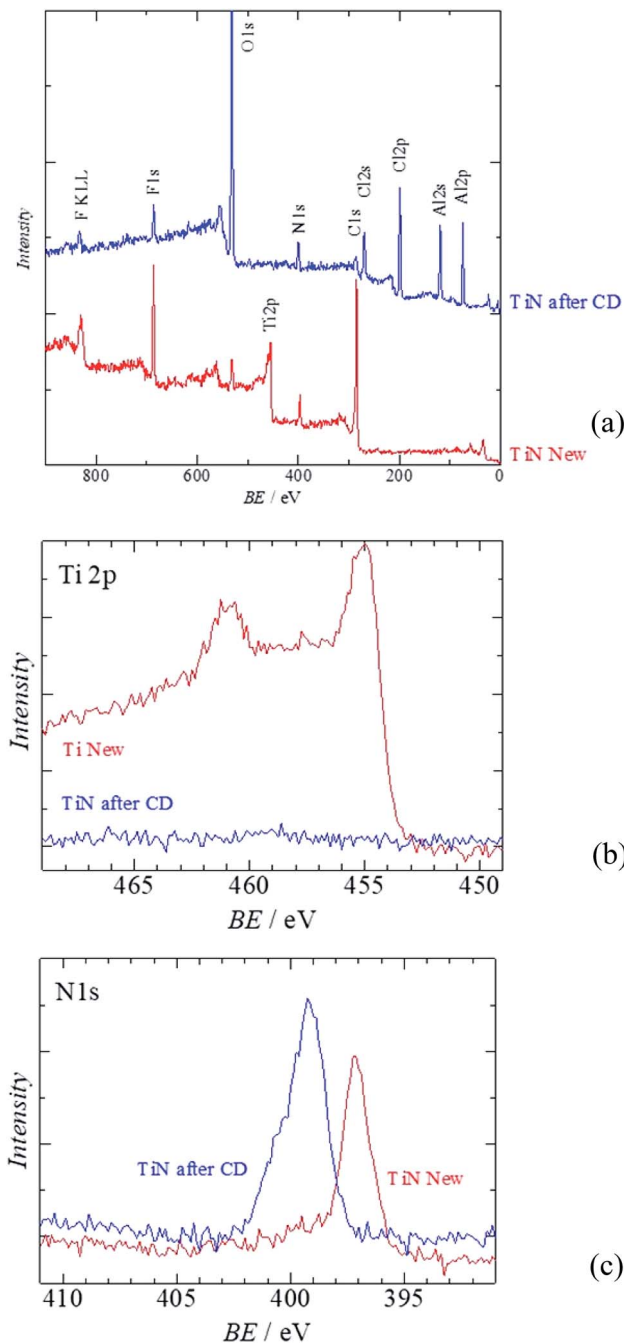 O1s
F KLL
F1s
N1s
C1s
Cl2s
Cl2p
Al2s
Al2p
Ti2p
Intensity
TiN after CD
TiN New
800 600 400 200 0
BE / eV
(a)
Ti 2p
Intensity
Ti New
TiN after CD
465 460 455 450
BE / eV
(b)
N1s
Intensity
TiN after CD
TiN New
410 405 400 395
BE / eV
(c)